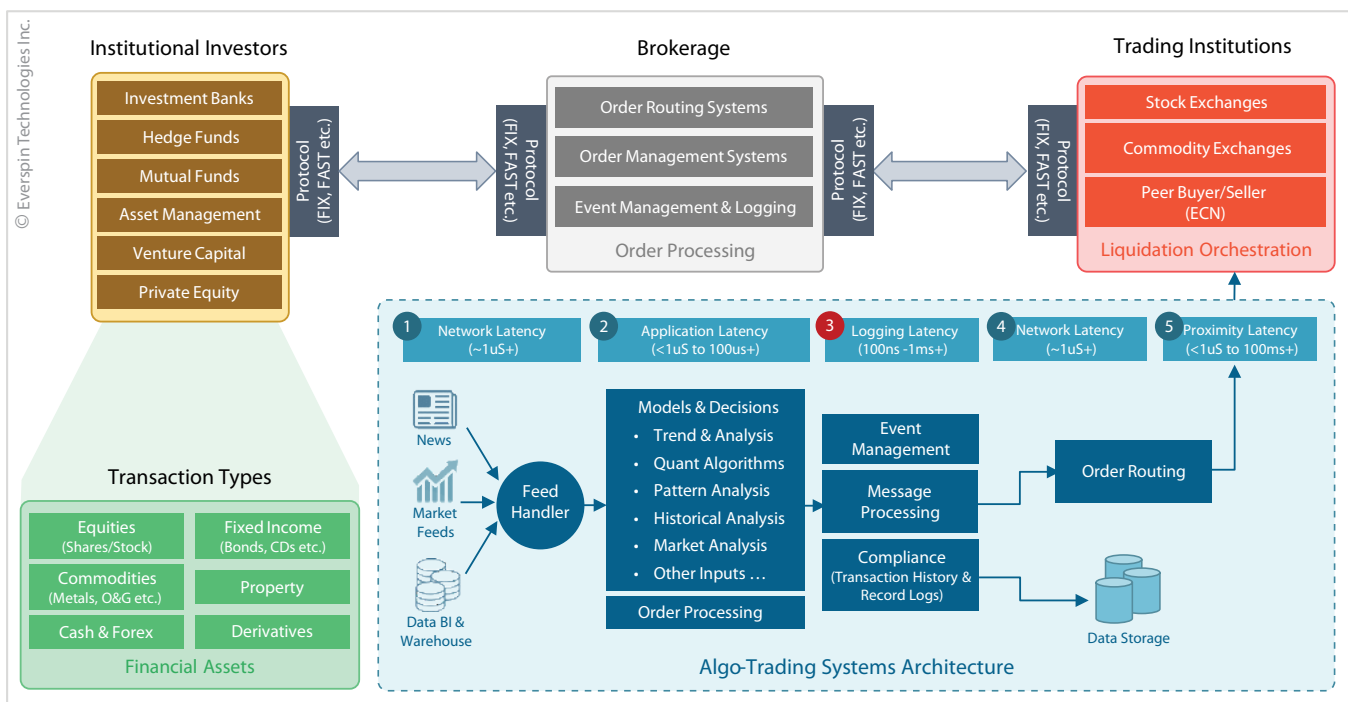 © Everspin Technologies Inc.
Institutional Investors
Investment Banks
Hedge Funds
Mutual Funds
Asset Management
Venture Capital
Private Equity
Protocol
(FIX, FAST etc.)
Brokerage
Protocol
(FIX, FAST
etc.)
Order Routing Systems
Order Management Systems
Event Management & Logging
Order Processing
Protocol
(FIX, FAST etc.)
Trading Institutions
Protocol
(FIX, FAST
etc.)
Stock Exchanges
Commodity Exchanges
Peer Buyer/Seller
(ECN)
Liquidation Orchestration
Transaction Types
Equities
(Shares/Stock)
Fixed Income
(Bonds, CDs etc.)
Commodities
(Metals, O&G etc.)
Property
Cash & Forex
Derivatives
Financial Assets
1
Network Latency
(~1uS+)
2
Application Latency
(<1uS to 100us+)
3
Logging Latency
(100ns -1ms+)
4
Network Latency
(~1uS+)
5
Proximity Latency
(<1uS to 100ms+)
News
Market
Feeds
Data BI &
Warehouse
Feed
Handler
Models & Decisions
• Trend & Analysis
• Quant Algorithms
• Pattern Analysis
• Historical Analysis
• Market Analysis
• Other Inputs ...
Order Processing
Event
Management
Message
Processing
Compliance
(Transaction History &
Record Logs)
Order Routing
Data Storage
Algo-Trading Systems Architecture